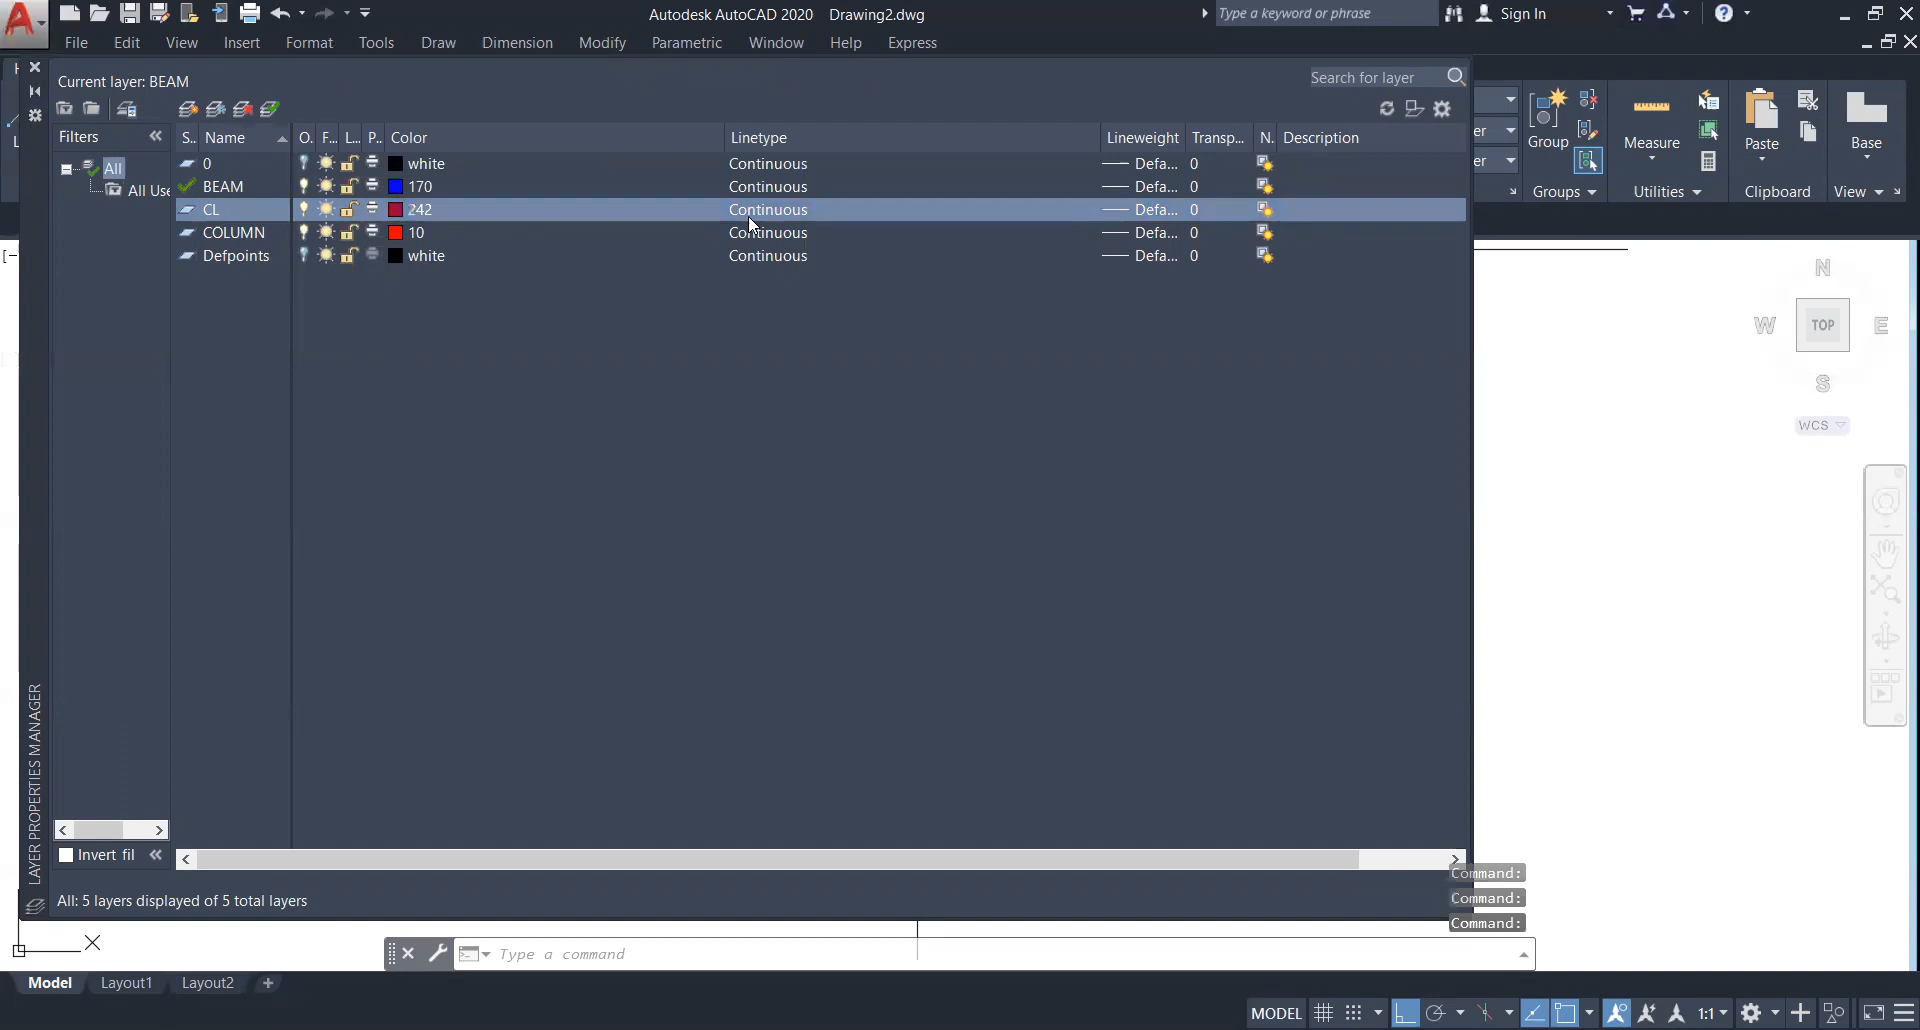 Autodesk AutoCAD 2020 Drawing2.dwg
Type a keyword or phrase
Sign In
File Edit View Insert Format Tools Draw Dimension Modify Parametric Window Help Express
Current layer: BEAM
Search for layer
Filters
All
All Use
S.. Name O. F... L... P.. Color Linetype Lineweight Transp... N. Description
0 white Continuous Defa... 0
BEAM 170 Continuous Defa... 0
CL 242 Continuous Defa... 0
COLUMN 10 Continuous Defa... 0
Defpoints white Continuous Defa... 0
er
er
Group
Measure
Paste
Base
Groups
Utilities
Clipboard
View
N
W
TOP
E
S
WCS
LAYER PROPERTIES MANAGER
Invert fil
All: 5 layers displayed of 5 total layers
Command:
Command:
Command:
Type a command
Model Layout1 Layout2
MODEL
1:1